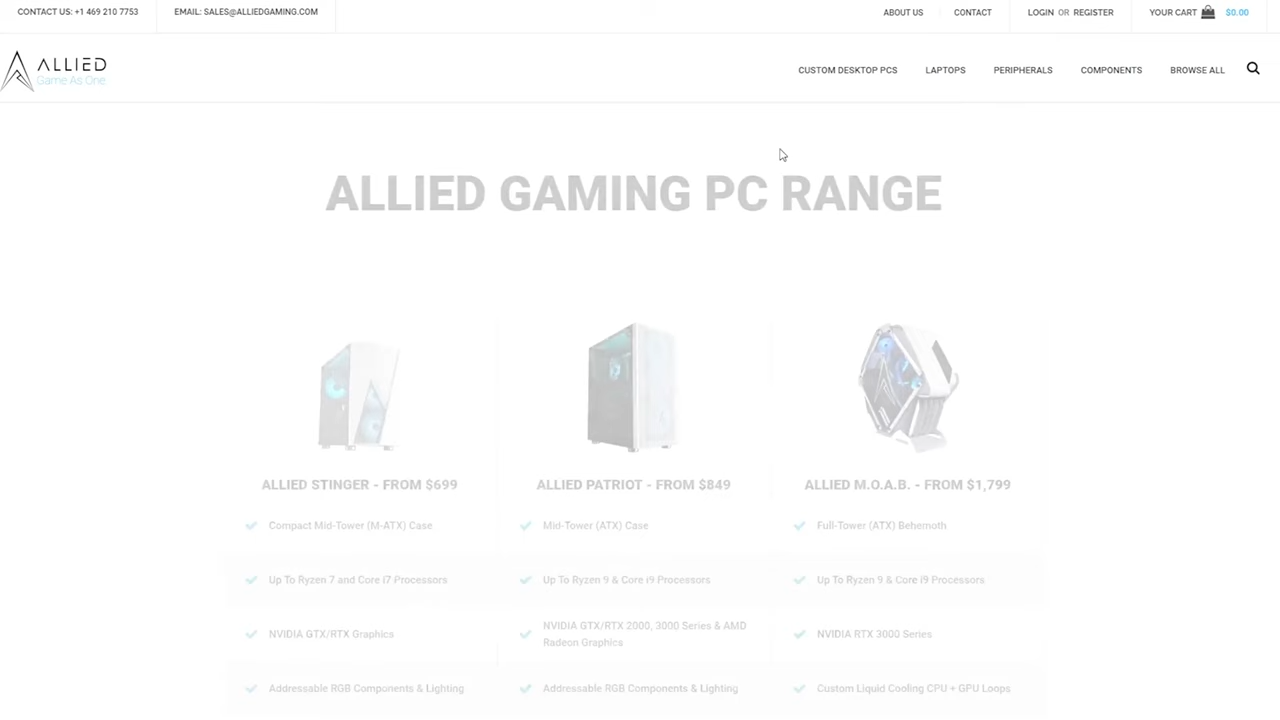 CONTACT US: +1 469 210 7753
EMAIL: SALES@ALLIEDGAMING.COM
ABOUT US
CONTACT
LOGIN OR REGISTER
YOUR CART $0.00
ALLIED
Game As One
CUSTOM DESKTOP PCS
LAPTOPS
PERIPHERALS
COMPONENTS
BROWSE ALL
ALLIED GAMING PC RANGE
ALLIED STINGER - FROM $699
ALLIED PATRIOT - FROM $849
ALLIED M.O.A.B. - FROM $1,799
Compact Mid-Tower (M-ATX) Case
Mid-Tower (ATX) Case
Full-Tower (ATX) Behemoth
Up To Ryzen 7 and Core i7 Processors
Up To Ryzen 9 & Core i9 Processors
Up To Ryzen 9 & Core i9 Processors
NVIDIA GTX/RTX Graphics
NVIDIA GTX/RTX 2000, 3000 Series & AMD
Radeon Graphics
NVIDIA RTX 3000 Series
Addressable RGB Components & Lighting
Addressable RGB Components & Lighting
Custom Liquid Cooling CPU + GPU Loops